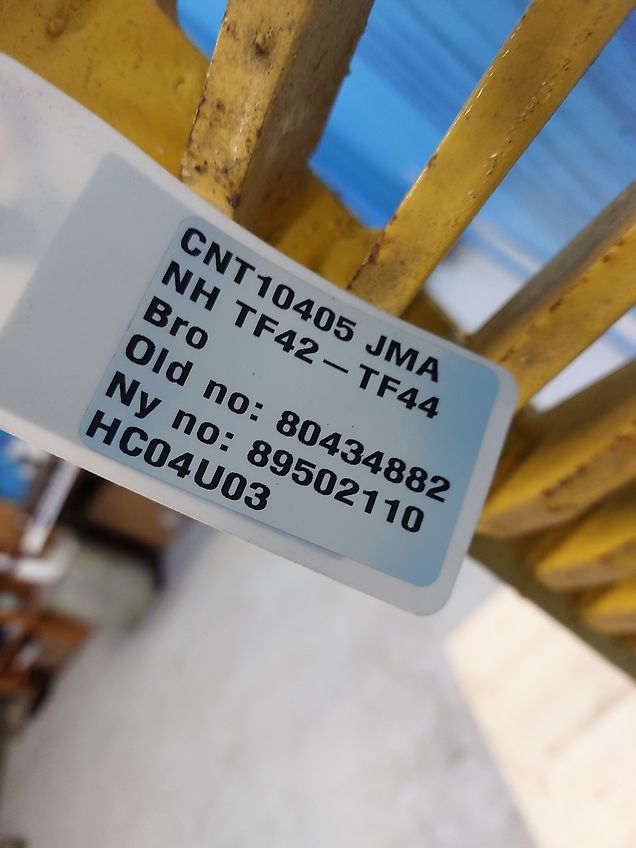 CNT10405 JMA
NH TF42-TF44
Bro
Old no: 80434882
Ny no: 89502110
HC04U03